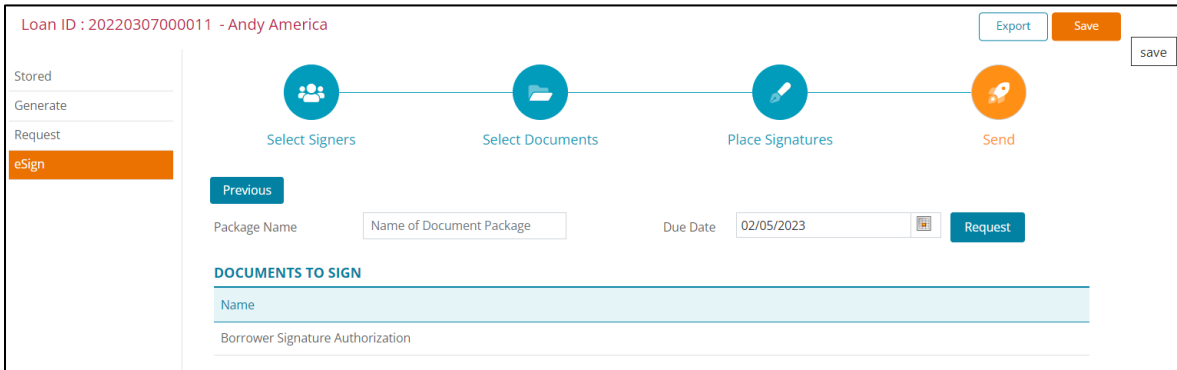 Loan ID : 20220307000011 - Andy America
Export
Save
save
Stored
Generate
Request
eSign
Select Signers
Select Documents
Place Signatures
Send
Previous
Package Name
Name of Document Package
Due Date
02/05/2023
Request
DOCUMENTS TO SIGN
Name
Borrower Signature Authorization